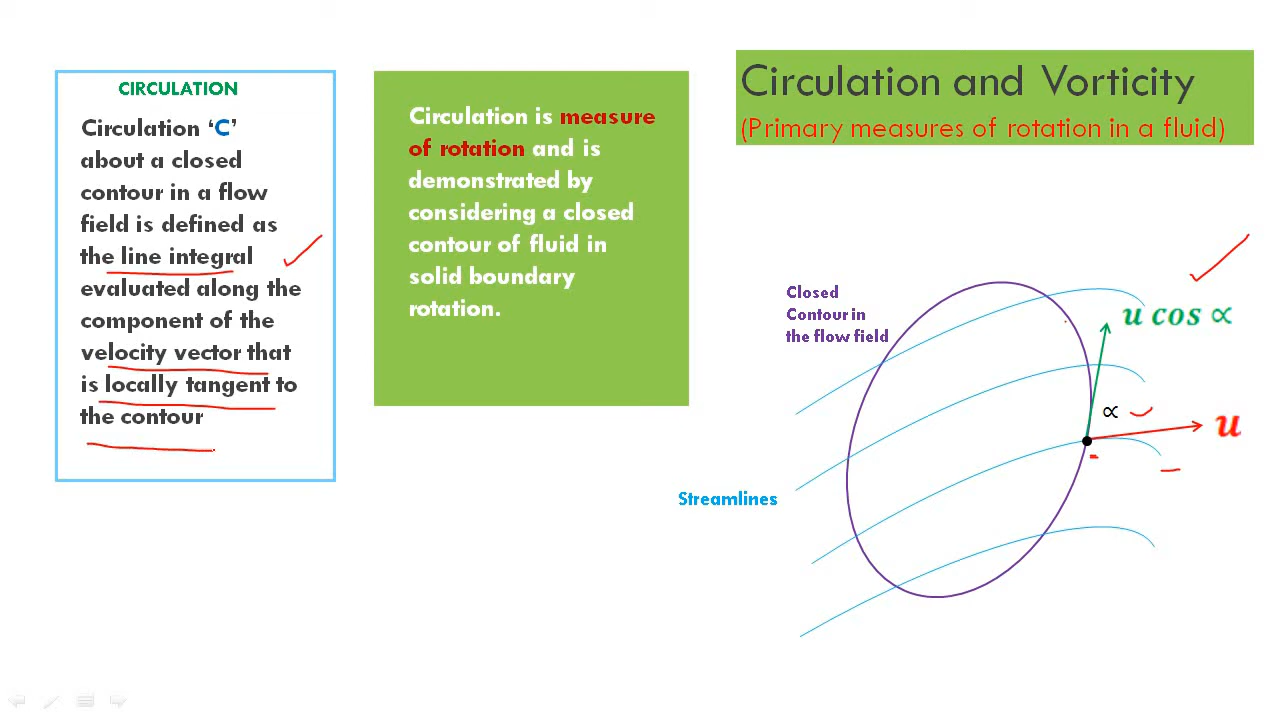 CIRCULATION
Circulation ‘C’
about a closed
contour in a flow
field is defined as
the line integral
evaluated along the
component of the
velocity vector that
is locally tangent to
the contour
Circulation is measure
of rotation and is
demonstrated by
considering a closed
contour of fluid in
solid boundary
rotation.
Circulation and Vorticity
(Primary measures of rotation in a fluid)
Closed
Contour in
the flow field
u cos ∝
∝
u
Streamlines